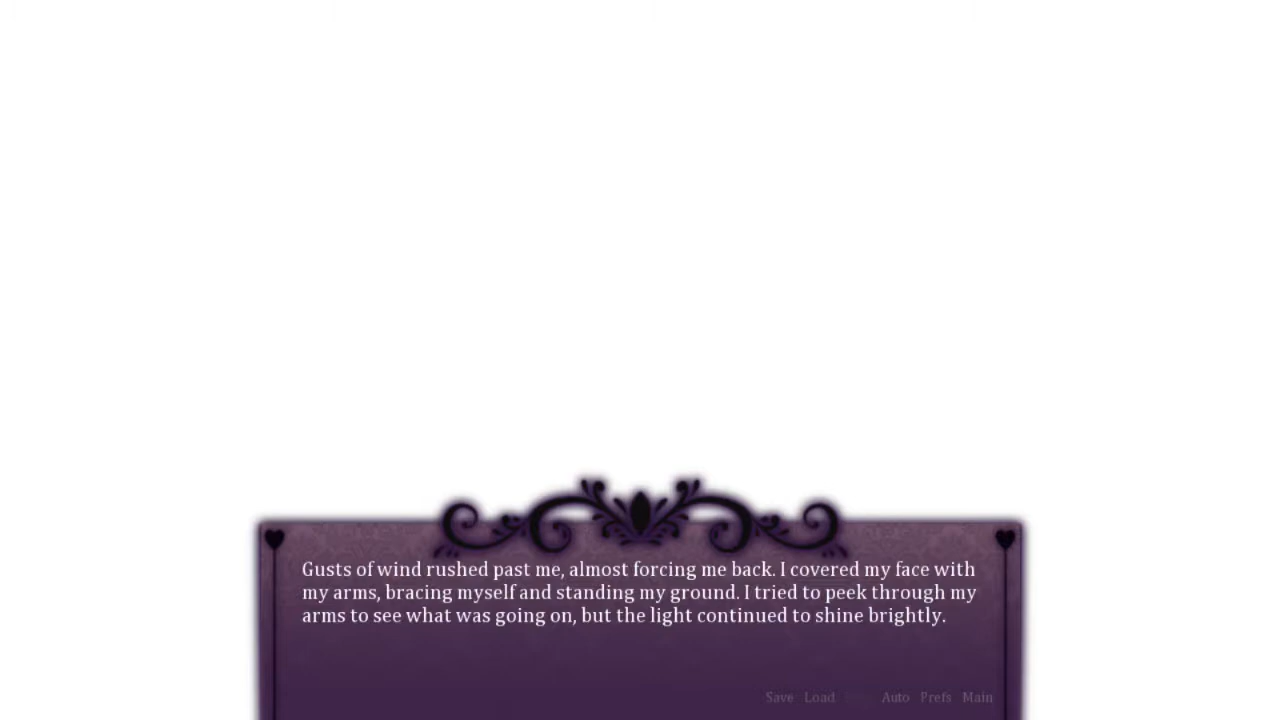 Gusts of wind rushed past me, almost forcing me back. I covered my face with
my arms, bracing myself and standing my ground. I tried to peek through my
arms to see what was going on, but the light continued to shine brightly.
Save Load Auto Prefs Main